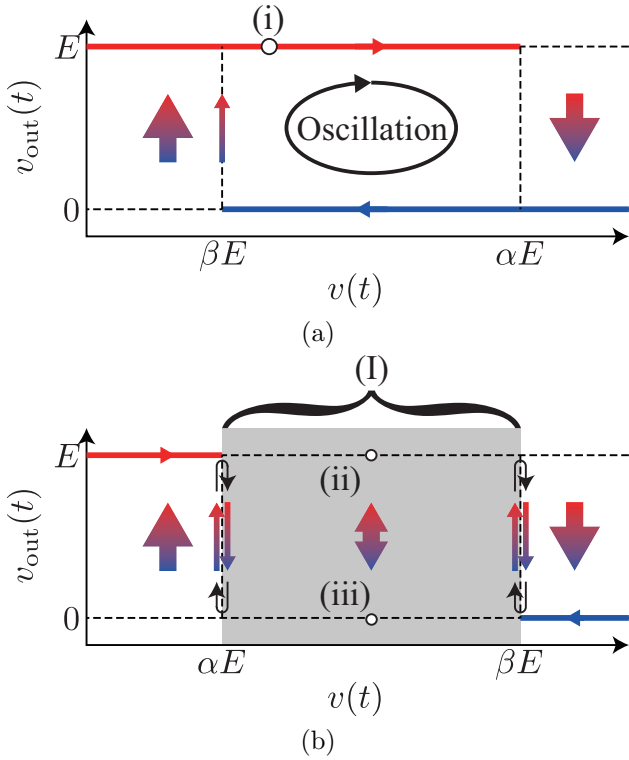 (i)
E
v_out(t)
Oscillation
0
βE
αE
v(t)
(a)
(I)
E
(ii)
v_out(t)
(iii)
0
αE
βE
v(t)
(b)